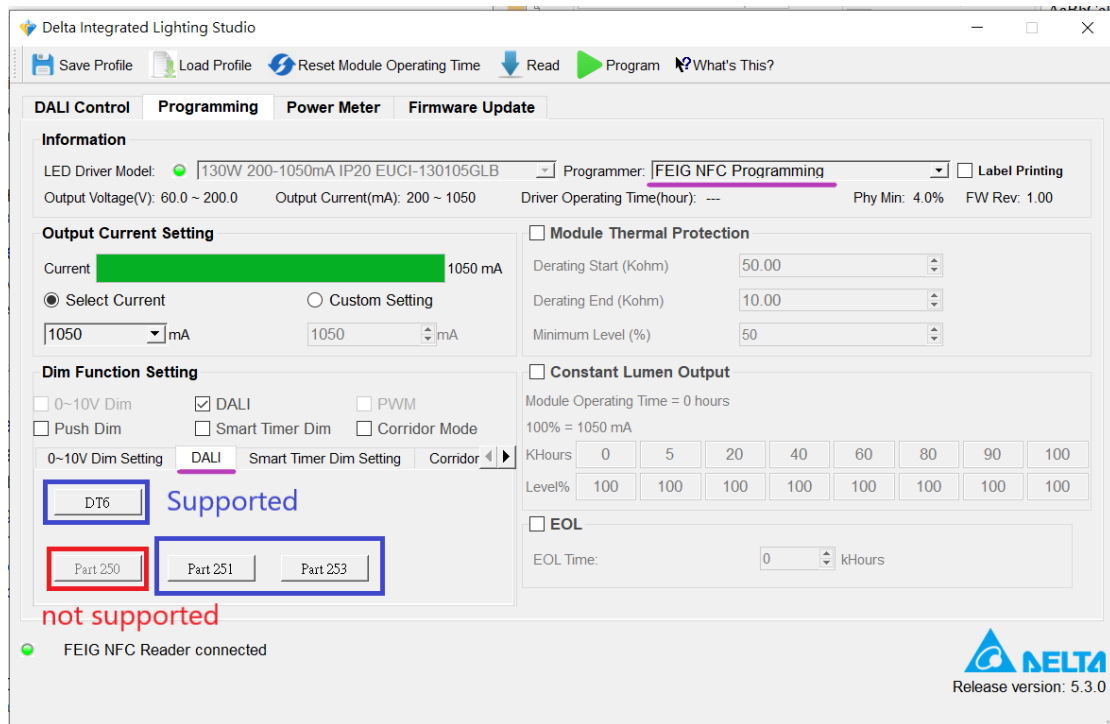 Delta Integrated Lighting Studio
Save Profile Load Profile Reset Module Operating Time Read Program What's This?
DALI Control Programming Power Meter Firmware Update
Information
LED Driver Model: 130W 200-1050mA IP20 EUCI-130105GLB Programmer: FEIG NFC Programming Label Printing
Output Voltage(V): 60.0 ~ 200.0 Output Current(mA): 200 ~ 1050 Driver Operating Time(hour): --- Phy Min: 4.0% FW Rev: 1.00
Output Current Setting
Current 1050 mA
Select Current Custom Setting
1050 mA 1050 mA
Module Thermal Protection
Derating Start (Kohm) 50.00
Derating End (Kohm) 10.00
Minimum Level (%) 50
Dim Function Setting
0~10V Dim DALI PWM
Push Dim Smart Timer Dim Corridor Mode
0~10V Dim Setting DALI Smart Timer Dim Setting Corridor
DT6 Supported
Part 250 Part 251 Part 253
not supported
Constant Lumen Output
Module Operating Time = 0 hours
100% = 1050 mA
KHours 0 5 20 40 60 80 90 100
Level% 100 100 100 100 100 100 100 100
EOL
EOL Time: 0 kHours
FEIG NFC Reader connected
DELTA
Release version: 5.3.0